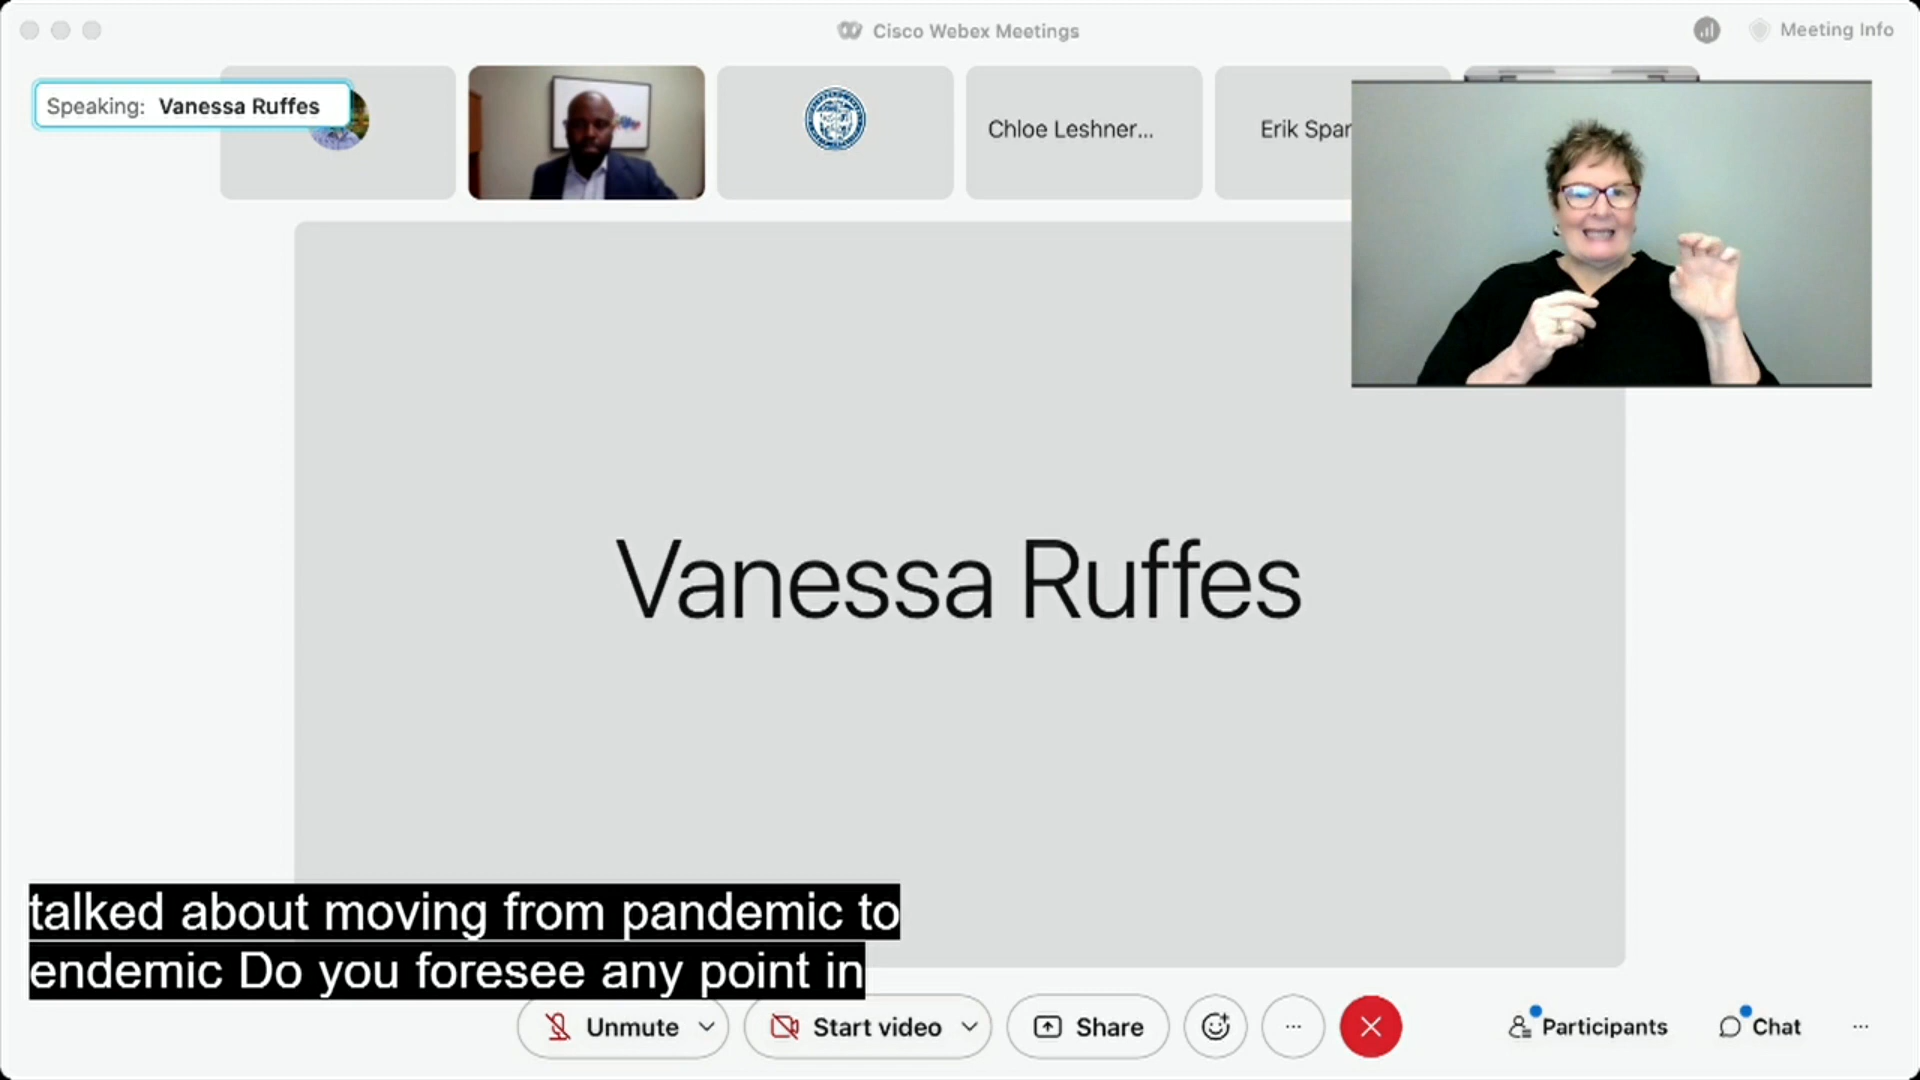 Cisco Webex Meetings
Meeting Info
Speaking: Vanessa Ruffes
Chloe Leshner...
Erik Spar
Vanessa Ruffes
talked about moving from pandemic to
endemic Do you foresee any point in
Unmute
Start video
Share
...
Participants
Chat
...